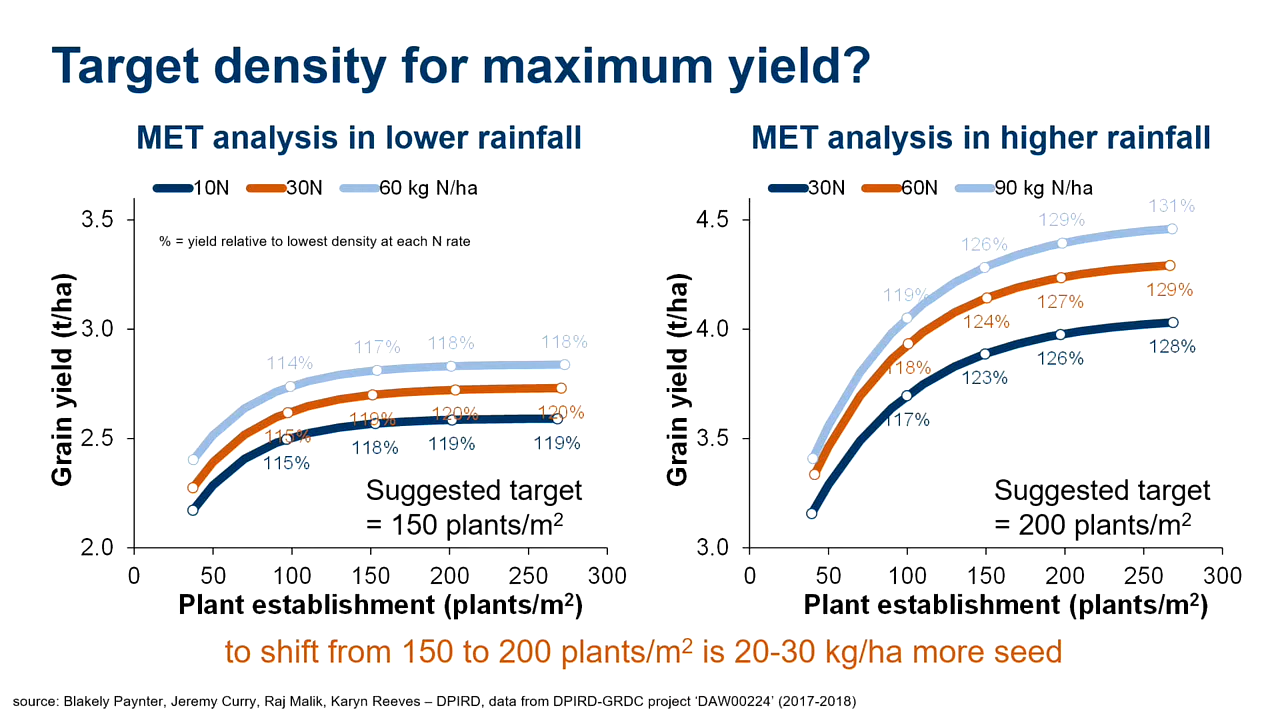 Target density for maximum yield?
MET analysis in lower rainfall
10N 30N 60 kg N/ha
% = yield relative to lowest density at each N rate
Grain yield (t/ha)
3.5
3.0
2.5
2.0
114% 117% 118% 118%
115% 119% 120% 120%
115% 118% 119% 119%
Suggested target
= 150 plants/m²
0 50 100 150 200 250 300
Plant establishment (plants/m²)
MET analysis in higher rainfall
30N 60N 90 kg N/ha
Grain yield (t/ha)
4.5
4.0
3.5
3.0
119% 126% 129% 131%
118% 124% 127% 129%
117% 123% 126% 128%
Suggested target
= 200 plants/m²
0 50 100 150 200 250 300
Plant establishment (plants/m²)
to shift from 150 to 200 plants/m² is 20-30 kg/ha more seed
source: Blakely Paynter, Jeremy Curry, Raj Malik, Karyn Reeves – DPIRD, data from DPIRD-GRDC project ‘DAW00224’ (2017-2018)